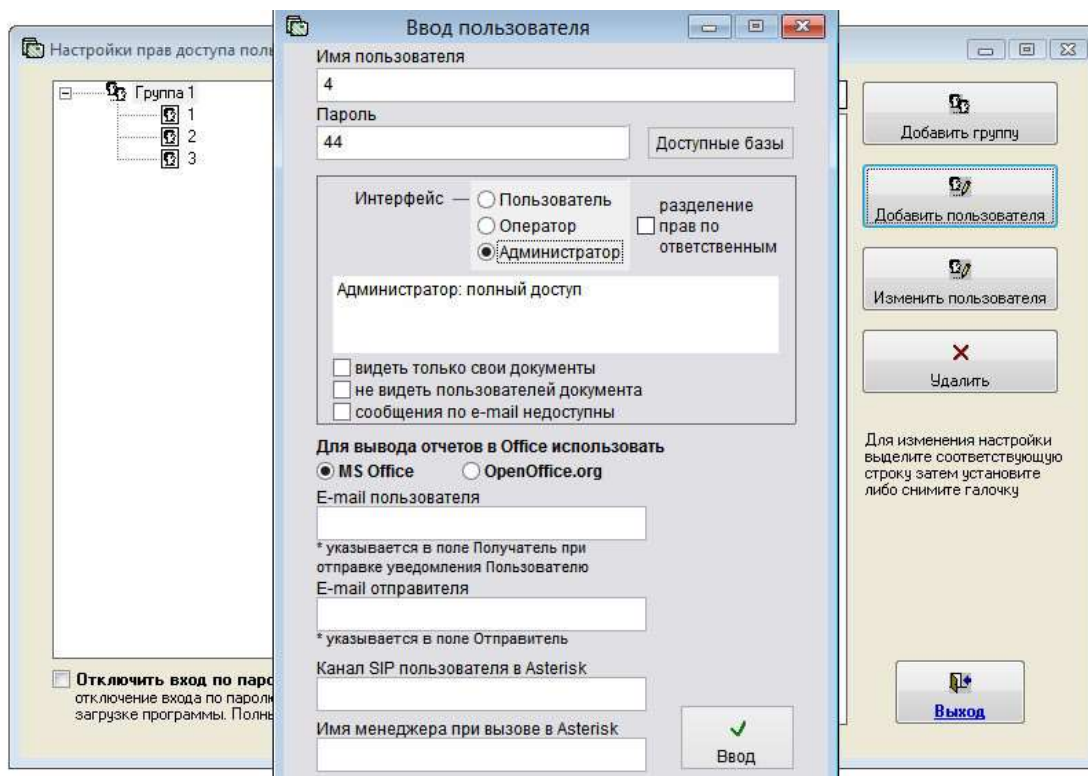 Настройки прав доступа поль
Группа 1
1
2
3
Отключить вход по паро
отключение входа по паролю
загрузке программы. Полны
Ввод пользователя
Имя пользователя
4
Пароль
44
Доступные базы
Интерфейс
Пользователь
Оператор
Администратор
разделение
прав по
ответственным
Администратор: полный доступ
видеть только свои документы
не видеть пользователей документа
сообщения по e-mail недоступны
Для вывода отчетов в Office использовать
MS Office
OpenOffice.org
E-mail пользователя
* указывается в поле Получатель при
отправке уведомления Пользователю
E-mail отправителя
* указывается в поле Отправитель
Канал SIP пользователя в Asterisk
Имя менеджера при вызове в Asterisk
Ввод
Добавить группу
Добавить пользователя
Изменить пользователя
Удалить
Для изменения настройки
выделите соответствующую
строку затем установите
либо снимите галочку
Выход